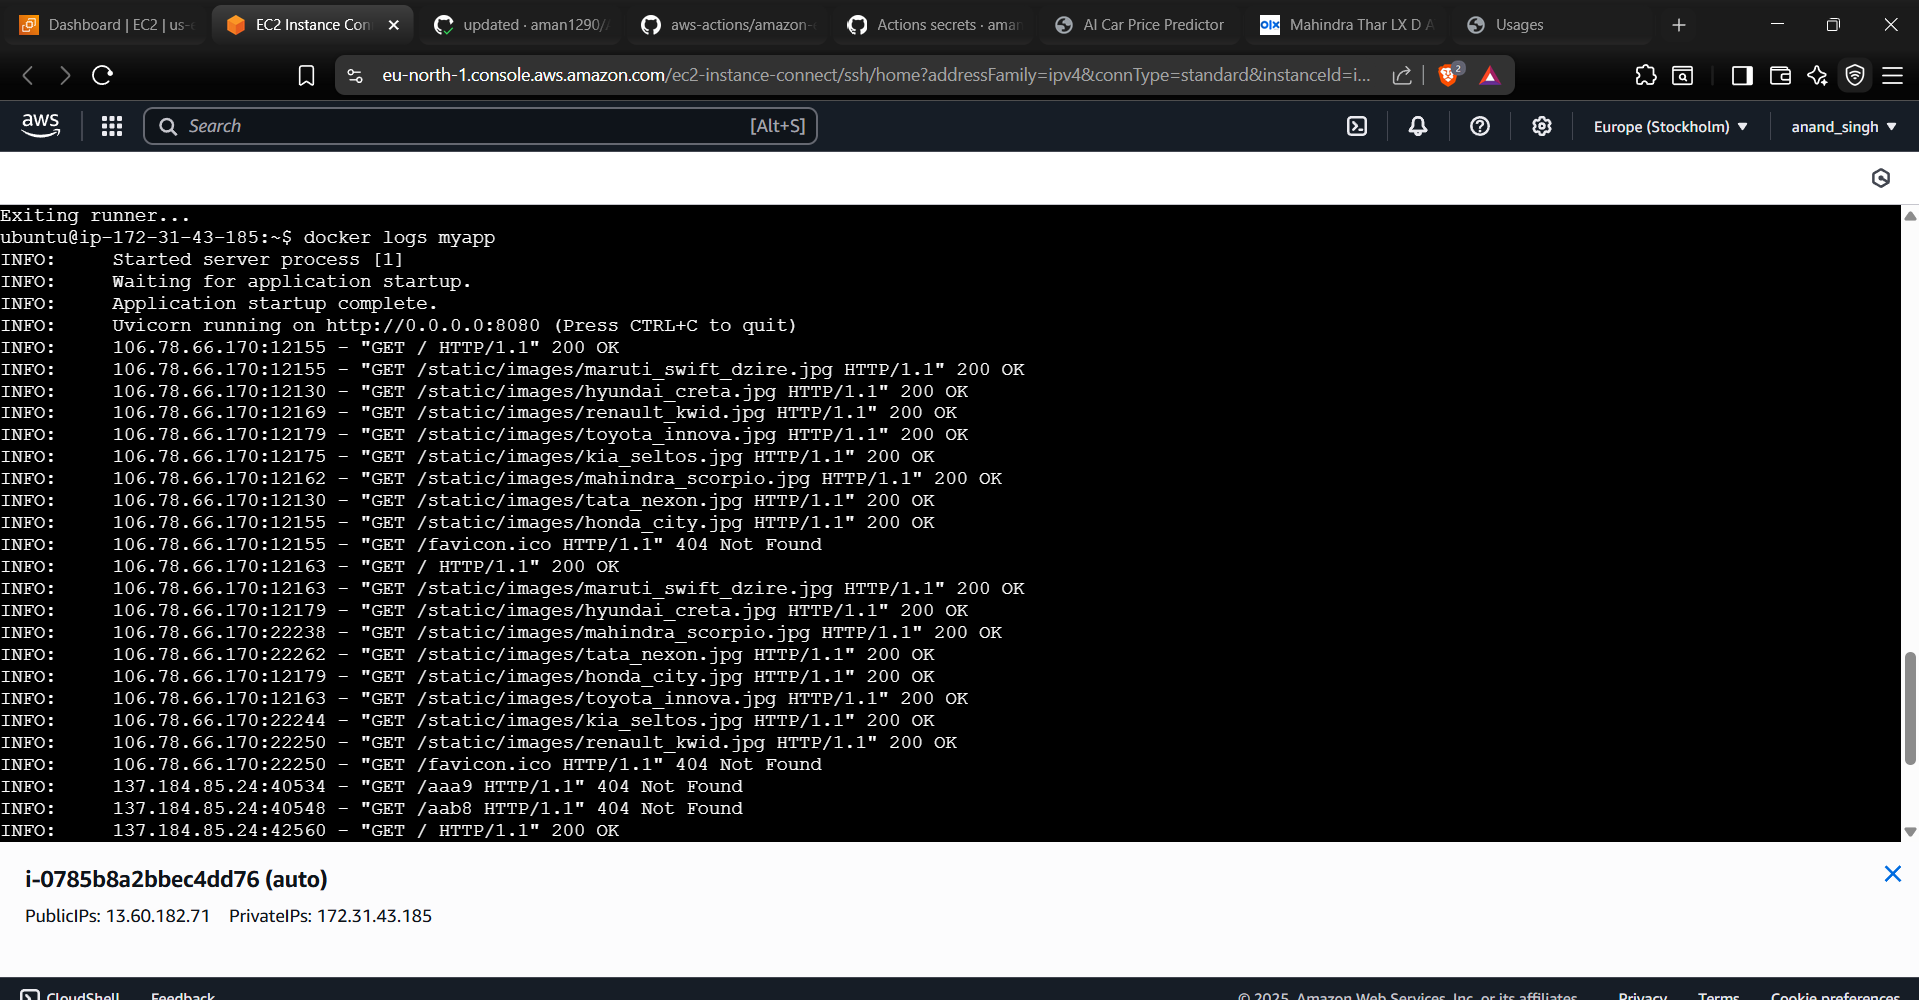 Dashboard | EC2 | us-e
EC2 Instance Con
updated · aman1290/
aws-actions/amazon-
Actions secrets · aman
AI Car Price Predictor
OLX
Mahindra Thar LX D A
Usages
eu-north-1.console.aws.amazon.com/ec2-instance-connect/ssh/home?addressFamily=ipv4&connType=standard&instanceId=i...
2
aws
Search
[Alt+S]
Europe (Stockholm)
anand_singh
Exiting runner...
ubuntu@ip-172-31-43-185:~$ docker logs myapp
INFO:     Started server process [1]
INFO:     Waiting for application startup.
INFO:     Application startup complete.
INFO:     Uvicorn running on http://0.0.0.0:8080 (Press CTRL+C to quit)
INFO:     106.78.66.170:12155 - "GET / HTTP/1.1" 200 OK
INFO:     106.78.66.170:12155 - "GET /static/images/maruti_swift_dzire.jpg HTTP/1.1" 200 OK
INFO:     106.78.66.170:12130 - "GET /static/images/hyundai_creta.jpg HTTP/1.1" 200 OK
INFO:     106.78.66.170:12169 - "GET /static/images/renault_kwid.jpg HTTP/1.1" 200 OK
INFO:     106.78.66.170:12179 - "GET /static/images/toyota_innova.jpg HTTP/1.1" 200 OK
INFO:     106.78.66.170:12175 - "GET /static/images/kia_seltos.jpg HTTP/1.1" 200 OK
INFO:     106.78.66.170:12162 - "GET /static/images/mahindra_scorpio.jpg HTTP/1.1" 200 OK
INFO:     106.78.66.170:12130 - "GET /static/images/tata_nexon.jpg HTTP/1.1" 200 OK
INFO:     106.78.66.170:12155 - "GET /static/images/honda_city.jpg HTTP/1.1" 200 OK
INFO:     106.78.66.170:12155 - "GET /favicon.ico HTTP/1.1" 404 Not Found
INFO:     106.78.66.170:12163 - "GET / HTTP/1.1" 200 OK
INFO:     106.78.66.170:12163 - "GET /static/images/maruti_swift_dzire.jpg HTTP/1.1" 200 OK
INFO:     106.78.66.170:12179 - "GET /static/images/hyundai_creta.jpg HTTP/1.1" 200 OK
INFO:     106.78.66.170:22238 - "GET /static/images/mahindra_scorpio.jpg HTTP/1.1" 200 OK
INFO:     106.78.66.170:22262 - "GET /static/images/tata_nexon.jpg HTTP/1.1" 200 OK
INFO:     106.78.66.170:12179 - "GET /static/images/honda_city.jpg HTTP/1.1" 200 OK
INFO:     106.78.66.170:12163 - "GET /static/images/toyota_innova.jpg HTTP/1.1" 200 OK
INFO:     106.78.66.170:22244 - "GET /static/images/kia_seltos.jpg HTTP/1.1" 200 OK
INFO:     106.78.66.170:22250 - "GET /static/images/renault_kwid.jpg HTTP/1.1" 200 OK
INFO:     106.78.66.170:22250 - "GET /favicon.ico HTTP/1.1" 404 Not Found
INFO:     137.184.85.24:40534 - "GET /aaa9 HTTP/1.1" 404 Not Found
INFO:     137.184.85.24:40548 - "GET /aab8 HTTP/1.1" 404 Not Found
INFO:     137.184.85.24:42560 - "GET / HTTP/1.1" 200 OK
i-0785b8a2bbec4dd76 (auto)
PublicIPs: 13.60.182.71   PrivateIPs: 172.31.43.185
CloudShell
Feedback
© 2025, Amazon Web Services, Inc. or its affiliates.
Privacy
Terms
Cookie preferences